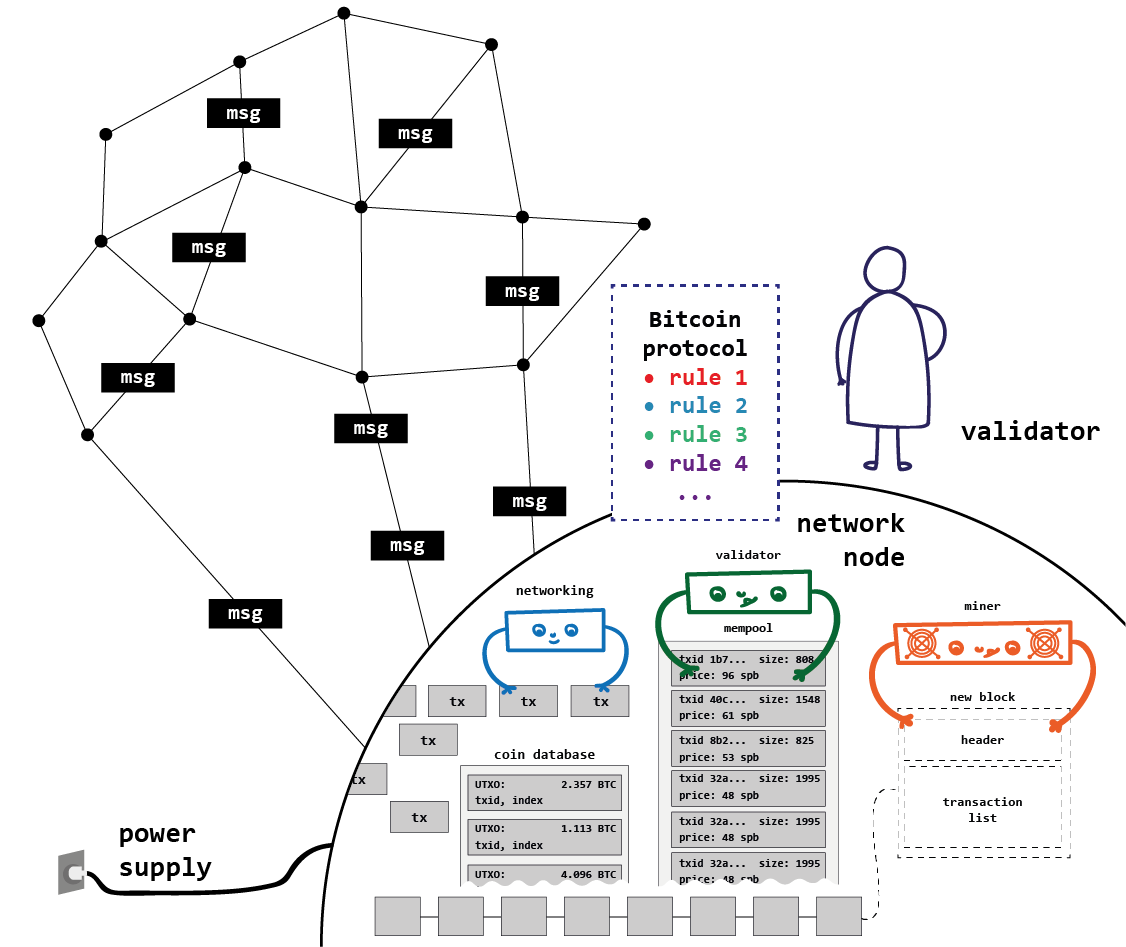 msg
msg
msg
msg
msg
msg
msg
msg
msg
Bitcoin
protocol
• rule 1
• rule 2
• rule 3
• rule 4
...
validator
network
node
networking
validator
miner
mempool
txid 1b7... size: 808
price: 96 spb
txid 40c... size: 1548
price: 61 spb
txid 8b2... size: 825
price: 53 spb
txid 32a... size: 1995
price: 48 spb
txid 32a... size: 1995
price: 48 spb
txid 32a... size: 1995
price: 48 spb
tx
tx
tx
tx
tx
tx
coin database
UTXO: 2.357 BTC
txid, index
UTXO: 1.113 BTC
txid, index
UTXO: 4.096 BTC
new block
header
transaction
list
power
supply